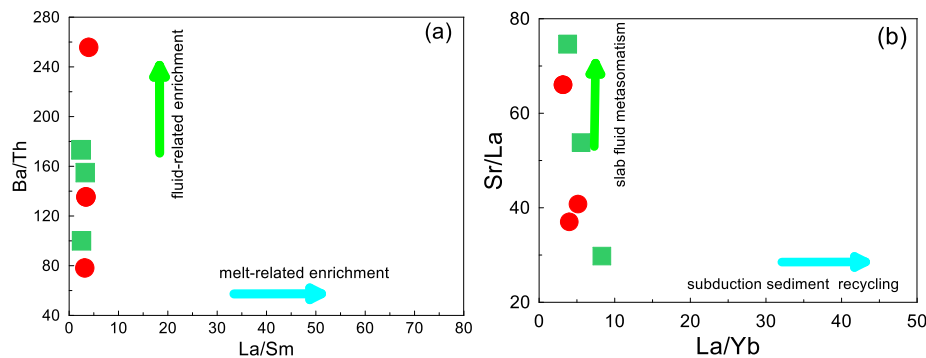 (a)
280
240
200
160
120
80
40
Ba/Th
fluid-related enrichment
melt-related enrichment
0 10 20 30 40 50 60 70 80
La/Sm
(b)
80
60
40
20
Sr/La
slab fluid metasomatism
subduction sediment recycling
0 10 20 30 40 50
La/Yb